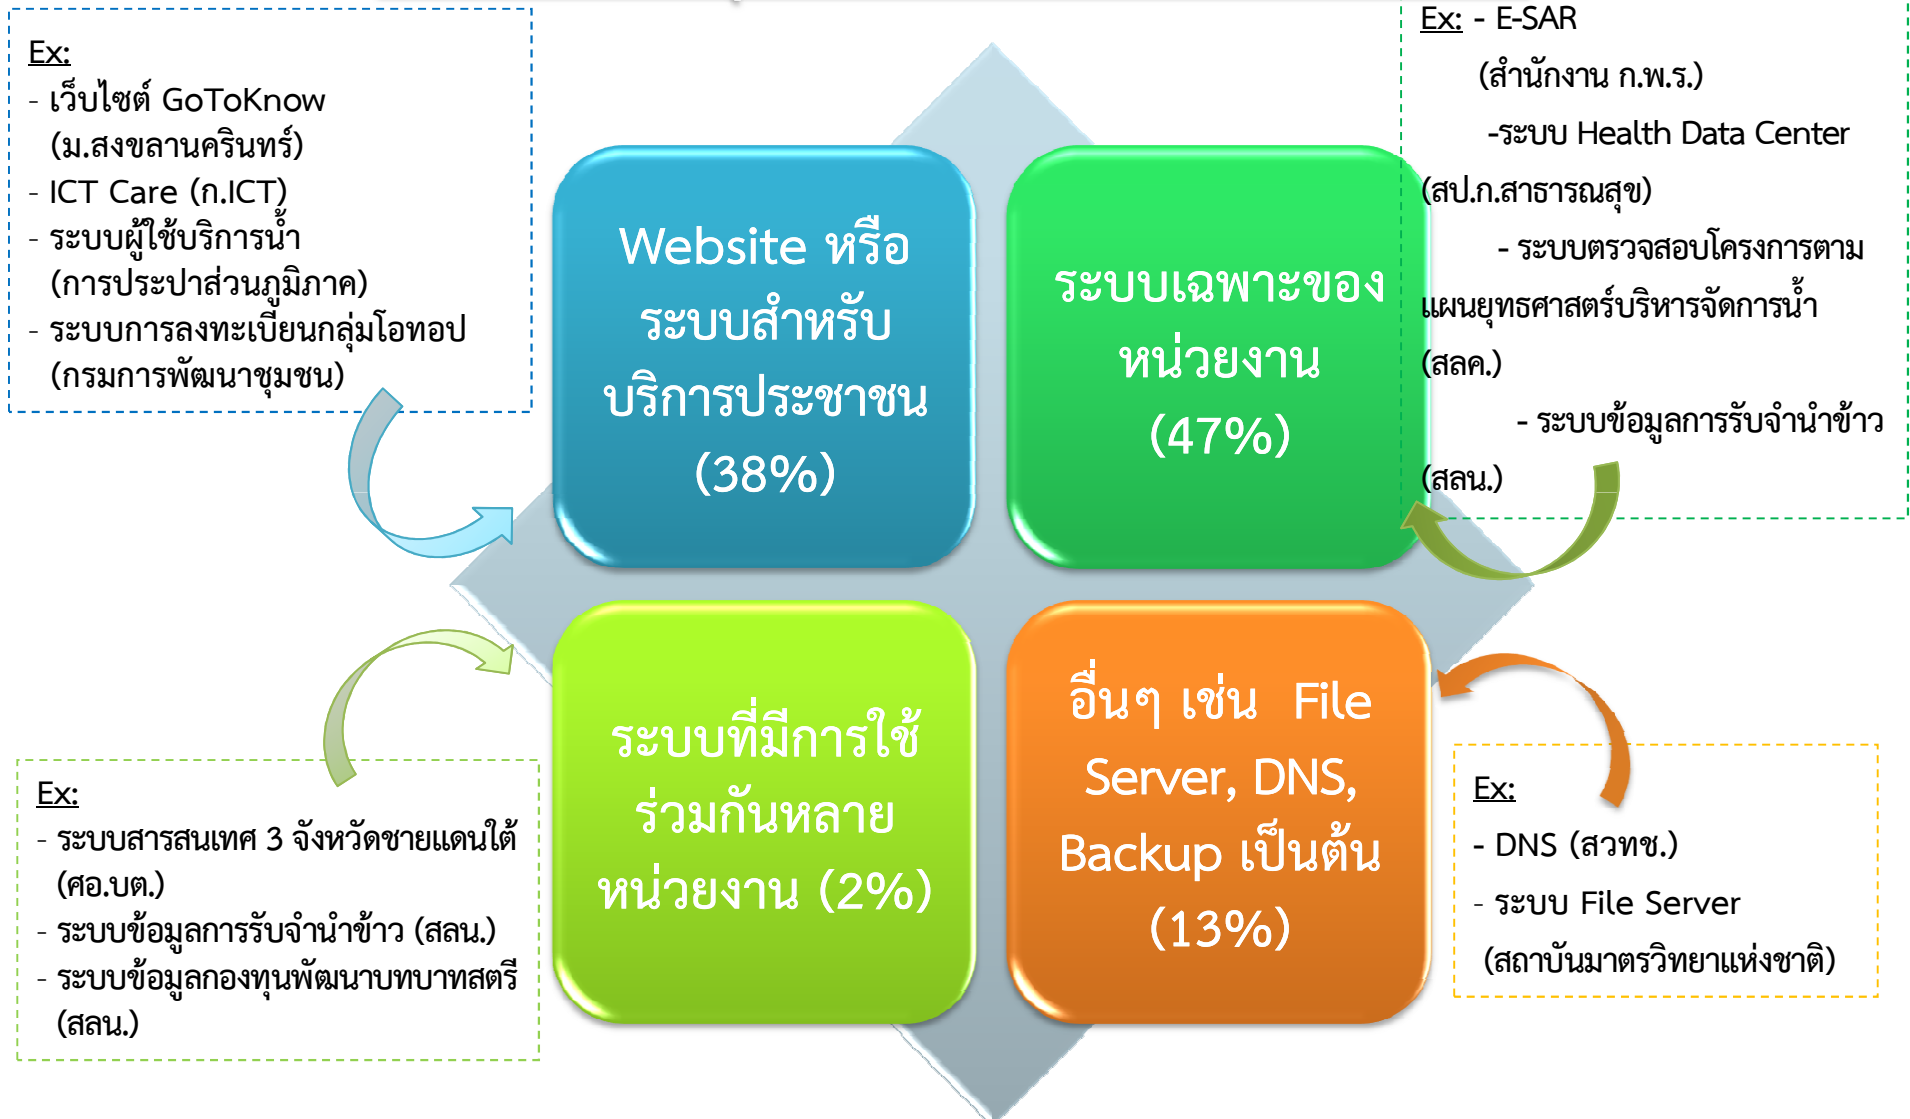 Ex:
- เว็บไซต์ GoToKnow
(ม.สงขลานครินทร์)
- ICT Care (ก.ICT)
- ระบบผู้ใช้บริการน้ำ
(การประปาส่วนภูมิภาค)
- ระบบการลงทะเบียนกลุ่มโอทอป
(กรมการพัฒนาชุมชน)
Website หรือ
ระบบสำหรับ
บริการประชาชน
(38%)
ระบบเฉพาะของ
หน่วยงาน
(47%)
Ex: - E-SAR
(สำนักงาน ก.พ.ร.)
-ระบบ Health Data Center
(สป.ก.สาธารณสุข)
- ระบบตรวจสอบโครงการตาม
แผนยุทธศาสตร์บริหารจัดการน้ำ
(สลค.)
- ระบบข้อมูลการรับจำนำข้าว
(สลน.)
Ex:
- ระบบสารสนเทศ 3 จังหวัดชายแดนใต้
(ศอ.บต.)
- ระบบข้อมูลการรับจำนำข้าว (สลน.)
- ระบบข้อมูลกองทุนพัฒนาบทบาทสตรี
(สลน.)
ระบบที่มีการใช้
ร่วมกันหลาย
หน่วยงาน (2%)
อื่นๆ เช่น File
Server, DNS,
Backup เป็นต้น
(13%)
Ex:
- DNS (สวทช.)
- ระบบ File Server
(สถาบันมาตรวิทยาแห่งชาติ)